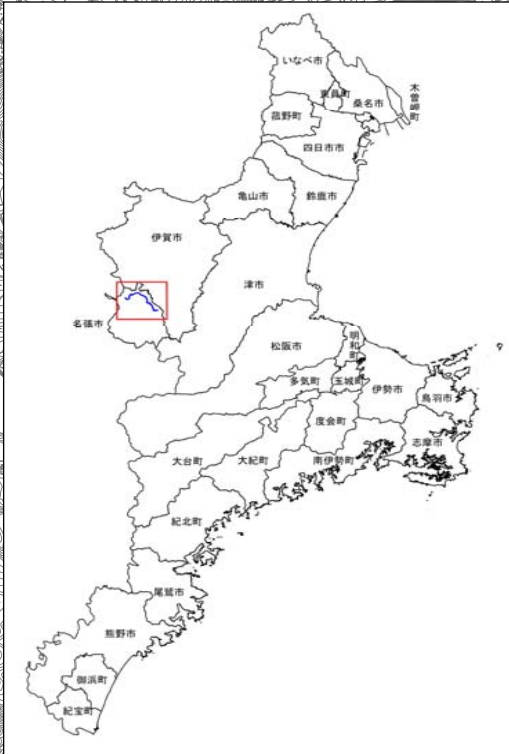 いなべ市
東員町
桑名市
木曽岬町
菰野町
四日市市
亀山市
鈴鹿市
伊賀市
津市
名張市
松阪市
明和町
多気町
玉城町
伊勢市
鳥羽市
度会町
志摩市
大台町
大紀町
南伊勢町
紀北町
尾鷲市
熊野市
御浜町
紀宝町